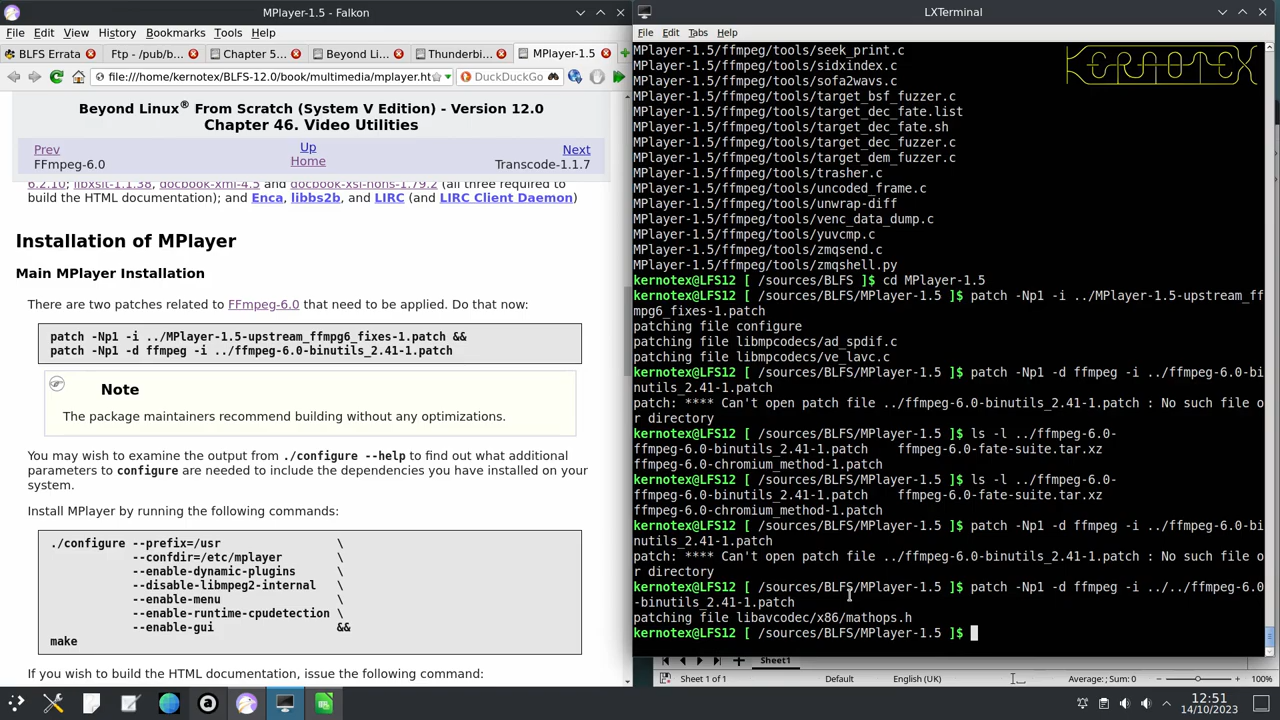 MPlayer-1.5 - Falkon
File Edit View History Bookmarks Tools Help
BLFS Errata Ftp - /pub/b... Chapter 5... Beyond Li... Thunderbi... MPlayer-1.5
file:///home/kernotex/BLFS-12.0/book/multimedia/mplayer.ht DuckDuckGo
Beyond Linux® From Scratch (System V Edition) - Version 12.0
Chapter 46. Video Utilities
Prev Up Next
FFmpeg-6.0 Home Transcode-1.1.7
6.2.10; libxslt-1.1.38, docbook-xml-4.5 and docbook-xsl-nons-1.79.2 (all three required to
build the HTML documentation); and Enca, libbs2b, and LIRC (and LIRC Client Daemon)
Installation of MPlayer
Main MPlayer Installation
There are two patches related to FFmpeg-6.0 that need to be applied. Do that now:
patch -Np1 -i ../MPlayer-1.5-upstream_ffmpg6_fixes-1.patch &&
patch -Np1 -d ffmpeg -i ../ffmpeg-6.0-binutils_2.41-1.patch
Note
The package maintainers recommend building without any optimizations.
You may wish to examine the output from ./configure --help to find out what additional
parameters to configure are needed to include the dependencies you have installed on your
system.
Install MPlayer by running the following commands:
./configure --prefix=/usr \
--confdir=/etc/mplayer \
--enable-dynamic-plugins \
--disable-libmpeg2-internal \
--enable-menu \
--enable-runtime-cpudetection \
--enable-gui &&
make
If you wish to build the HTML documentation, issue the following command:
LXTerminal
File Edit Tabs Help
KERNOTEX
MPlayer-1.5/ffmpeg/tools/seek_print.c
MPlayer-1.5/ffmpeg/tools/sidxindex.c
MPlayer-1.5/ffmpeg/tools/sofa2wavs.c
MPlayer-1.5/ffmpeg/tools/target_bsf_fuzzer.c
MPlayer-1.5/ffmpeg/tools/target_dec_fate.list
MPlayer-1.5/ffmpeg/tools/target_dec_fate.sh
MPlayer-1.5/ffmpeg/tools/target_dec_fuzzer.c
MPlayer-1.5/ffmpeg/tools/target_dem_fuzzer.c
MPlayer-1.5/ffmpeg/tools/trasher.c
MPlayer-1.5/ffmpeg/tools/uncoded_frame.c
MPlayer-1.5/ffmpeg/tools/unwrap-diff
MPlayer-1.5/ffmpeg/tools/venc_data_dump.c
MPlayer-1.5/ffmpeg/tools/yuvcmp.c
MPlayer-1.5/ffmpeg/tools/zmqsend.c
MPlayer-1.5/ffmpeg/tools/zmqshell.py
kernotex@LFS12 [ /sources/BLFS ]$ cd MPlayer-1.5
kernotex@LFS12 [ /sources/BLFS/MPlayer-1.5 ]$ patch -Np1 -i ../MPlayer-1.5-upstream_ff
mpg6_fixes-1.patch
patching file configure
patching file libmpcodecs/ad_spdif.c
patching file libmpcodecs/ve_lavc.c
kernotex@LFS12 [ /sources/BLFS/MPlayer-1.5 ]$ patch -Np1 -d ffmpeg -i ../ffmpeg-6.0-bi
nutils_2.41-1.patch
patch: **** Can't open patch file ../ffmpeg-6.0-binutils_2.41-1.patch : No such file o
r directory
kernotex@LFS12 [ /sources/BLFS/MPlayer-1.5 ]$ ls -l ../ffmpeg-6.0-
ffmpeg-6.0-binutils_2.41-1.patch ffmpeg-6.0-fate-suite.tar.xz
ffmpeg-6.0-chromium_method-1.patch
kernotex@LFS12 [ /sources/BLFS/MPlayer-1.5 ]$ ls -l ../ffmpeg-6.0-
ffmpeg-6.0-binutils_2.41-1.patch ffmpeg-6.0-fate-suite.tar.xz
ffmpeg-6.0-chromium_method-1.patch
kernotex@LFS12 [ /sources/BLFS/MPlayer-1.5 ]$ patch -Np1 -d ffmpeg -i ../ffmpeg-6.0-bi
nutils_2.41-1.patch
patch: **** Can't open patch file ../ffmpeg-6.0-binutils_2.41-1.patch : No such file o
r directory
kernotex@LFS12 [ /sources/BLFS/MPlayer-1.5 ]$ patch -Np1 -d ffmpeg -i ../../ffmpeg-6.0
-binutils_2.41-1.patch
patching file libavcodec/x86/mathops.h
kernotex@LFS12 [ /sources/BLFS/MPlayer-1.5 ]$
Sheet1
Sheet 1 of 1 Default English (UK) Average: ; Sum: 0 100%
12:51
14/10/2023